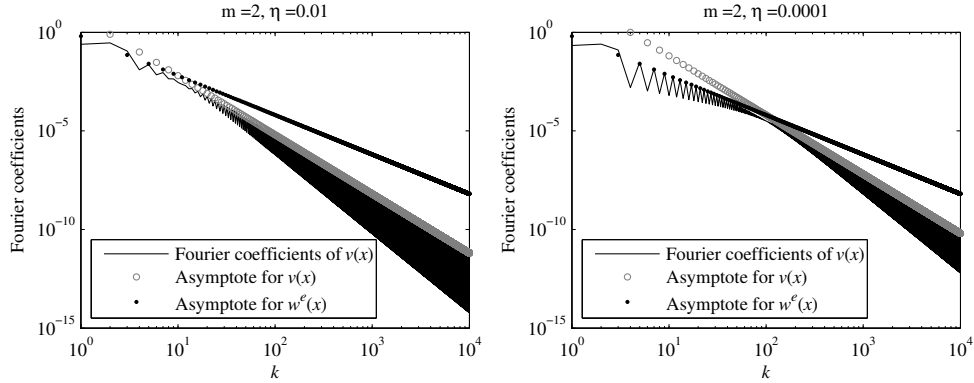 m =2, η =0.01
10^0
10^-5
10^-10
10^-15
Fourier coefficients
Fourier coefficients of v(x)
Asymptote for v(x)
Asymptote for w^e(x)
10^0
10^1
10^2
10^3
10^4
k
m =2, η =0.0001
10^0
10^-5
10^-10
10^-15
Fourier coefficients
Fourier coefficients of v(x)
Asymptote for v(x)
Asymptote for w^e(x)
10^0
10^1
10^2
10^3
10^4
k